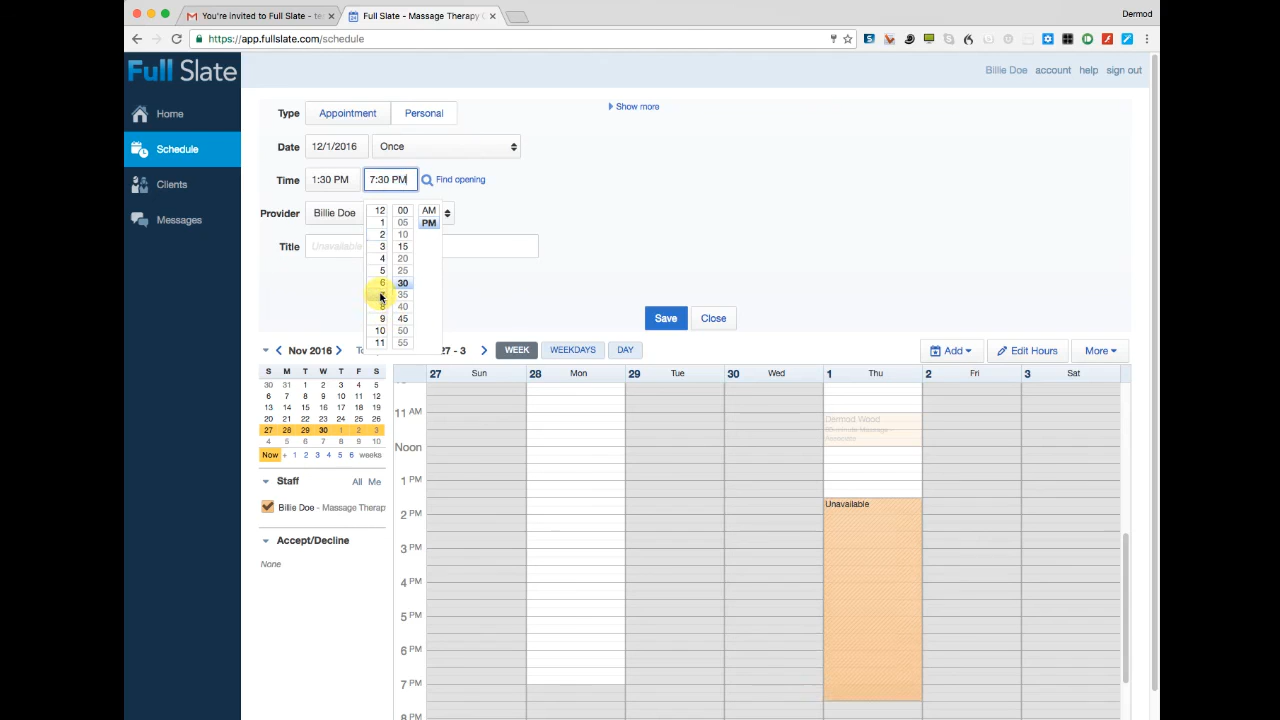 You're invited to Full Slate - te
Full Slate - Massage Therapy
Dermod
https://app.fullslate.com/schedule
Full Slate
Billie Doe account help sign out
Home
Schedule
Clients
Messages
Type Appointment Personal
Show more
Date 12/1/2016 Once
Time 1:30 PM 7:30 PM Find opening
Provider Billie Doe
Title Unavailable
12 00 AM
1 05 PM
2 10
3 15
4 20
5 25
6 30
7 35
8 40
9 45
10 50
11 55
Save Close
Nov 2016
27 - 3 WEEK WEEKDAYS DAY
Add Edit Hours More
S M T W T F S
30 31 1 2 3 4 5
6 7 8 9 10 11 12
13 14 15 16 17 18 19
20 21 22 23 24 25 26
27 28 29 30 1 2 3
4 5 6 7 8 9 10
Now + 1 2 3 4 5 6 weeks
Staff All Me
Billie Doe - Massage Therap
Accept/Decline
None
27 Sun 28 Mon 29 Tue 30 Wed 1 Thu 2 Fri 3 Sat
11 AM
Noon
1 PM
2 PM
3 PM
4 PM
5 PM
6 PM
7 PM
8 PM
Dermod Wood
Massage -
Unavailable